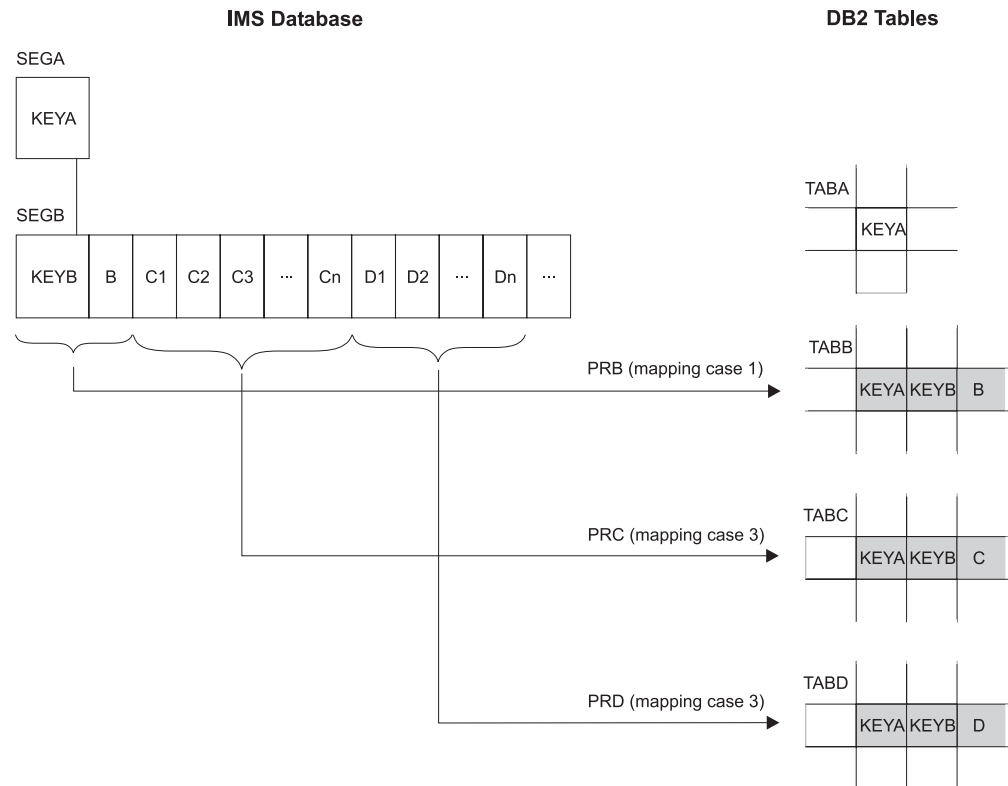 IMS Database
DB2 Tables
SEGA
KEYA
SEGB
KEYB B C1 C2 C3 ... Cn D1 D2 ... Dn ...
TABA
KEYA
PRB (mapping case 1)
TABB
KEYA KEYB B
PRC (mapping case 3)
TABC
KEYA KEYB C
PRD (mapping case 3)
TABD
KEYA KEYB D